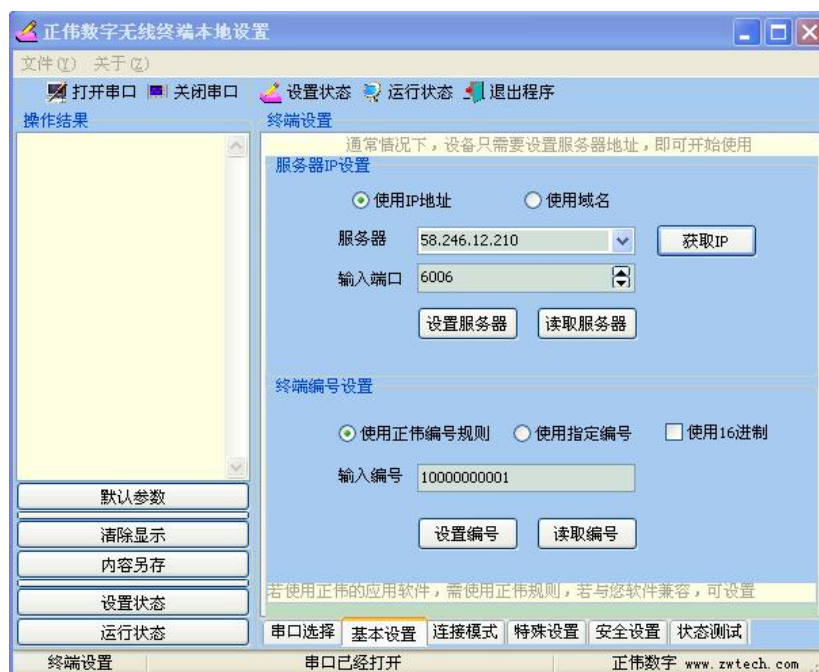 正伟数字无线终端本地设置
文件(Y) 关于(Z)
打开串口 关闭串口 设置状态 运行状态 退出程序
操作结果
默认参数
清除显示
内容另存
设置状态
运行状态
终端设置
通常情况下，设备只需要设置服务器地址，即可开始使用
服务器IP设置
使用IP地址 使用域名
服务器 58.246.12.210 获取IP
输入端口 6006
设置服务器 读取服务器
终端编号设置
使用正伟编号规则 使用指定编号 使用16进制
输入编号 10000000001
设置编号 读取编号
若使用正伟的应用软件，需使用正伟规则，若与您软件兼容，可设置
串口选择 基本设置 连接模式 特殊设置 安全设置 状态测试
终端设置 串口已经打开 正伟数字 www.zwtech.com